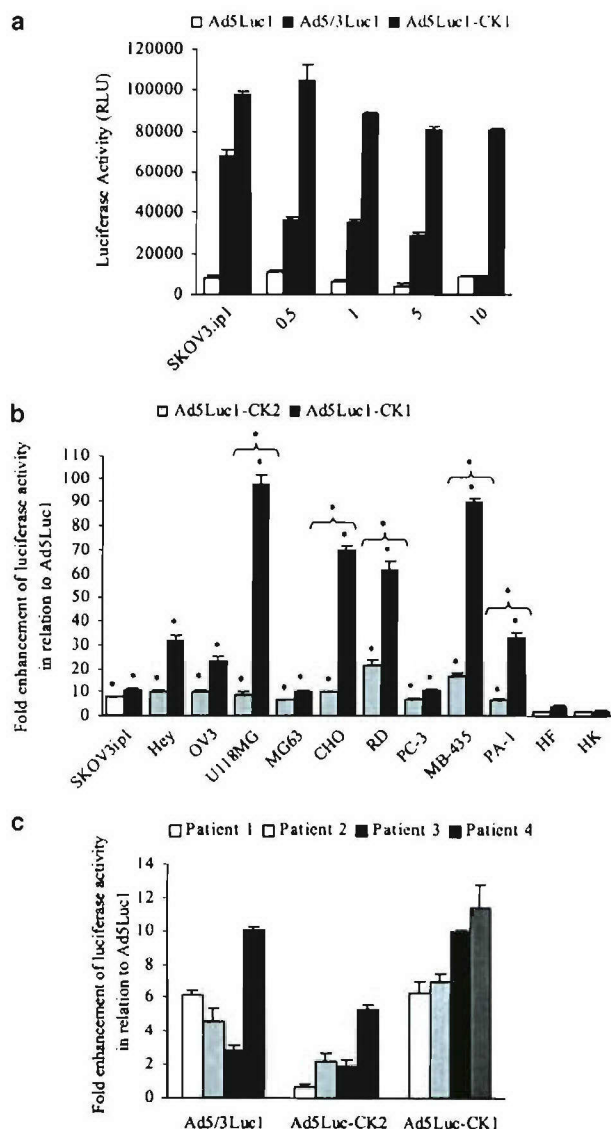 a
Ad5Luc1 Ad5/3Luc1 Ad5Luc1-CK1
Luciferase Activity (RLU)
120000
100000
80000
60000
40000
20000
0
SKOV3.ip1 0.5 1 5 10
b
Ad5Luc1-CK2 Ad5Luc1-CK1
Fold enhancement of luciferase activity
in relation to Ad5Luc1
110
100
90
80
70
60
50
40
30
20
10
0
SKOV3ip1 Hey OV3 U118MG MG63 CHO RD PC-3 MB-435 PA-1 HF HK
c
Patient 1 Patient 2 Patient 3 Patient 4
Fold enhancement of luciferase activity
in relation to Ad5Luc1
14
12
10
8
6
4
2
0
Ad5/3Luc1 Ad5Luc-CK2 Ad5Luc-CK1